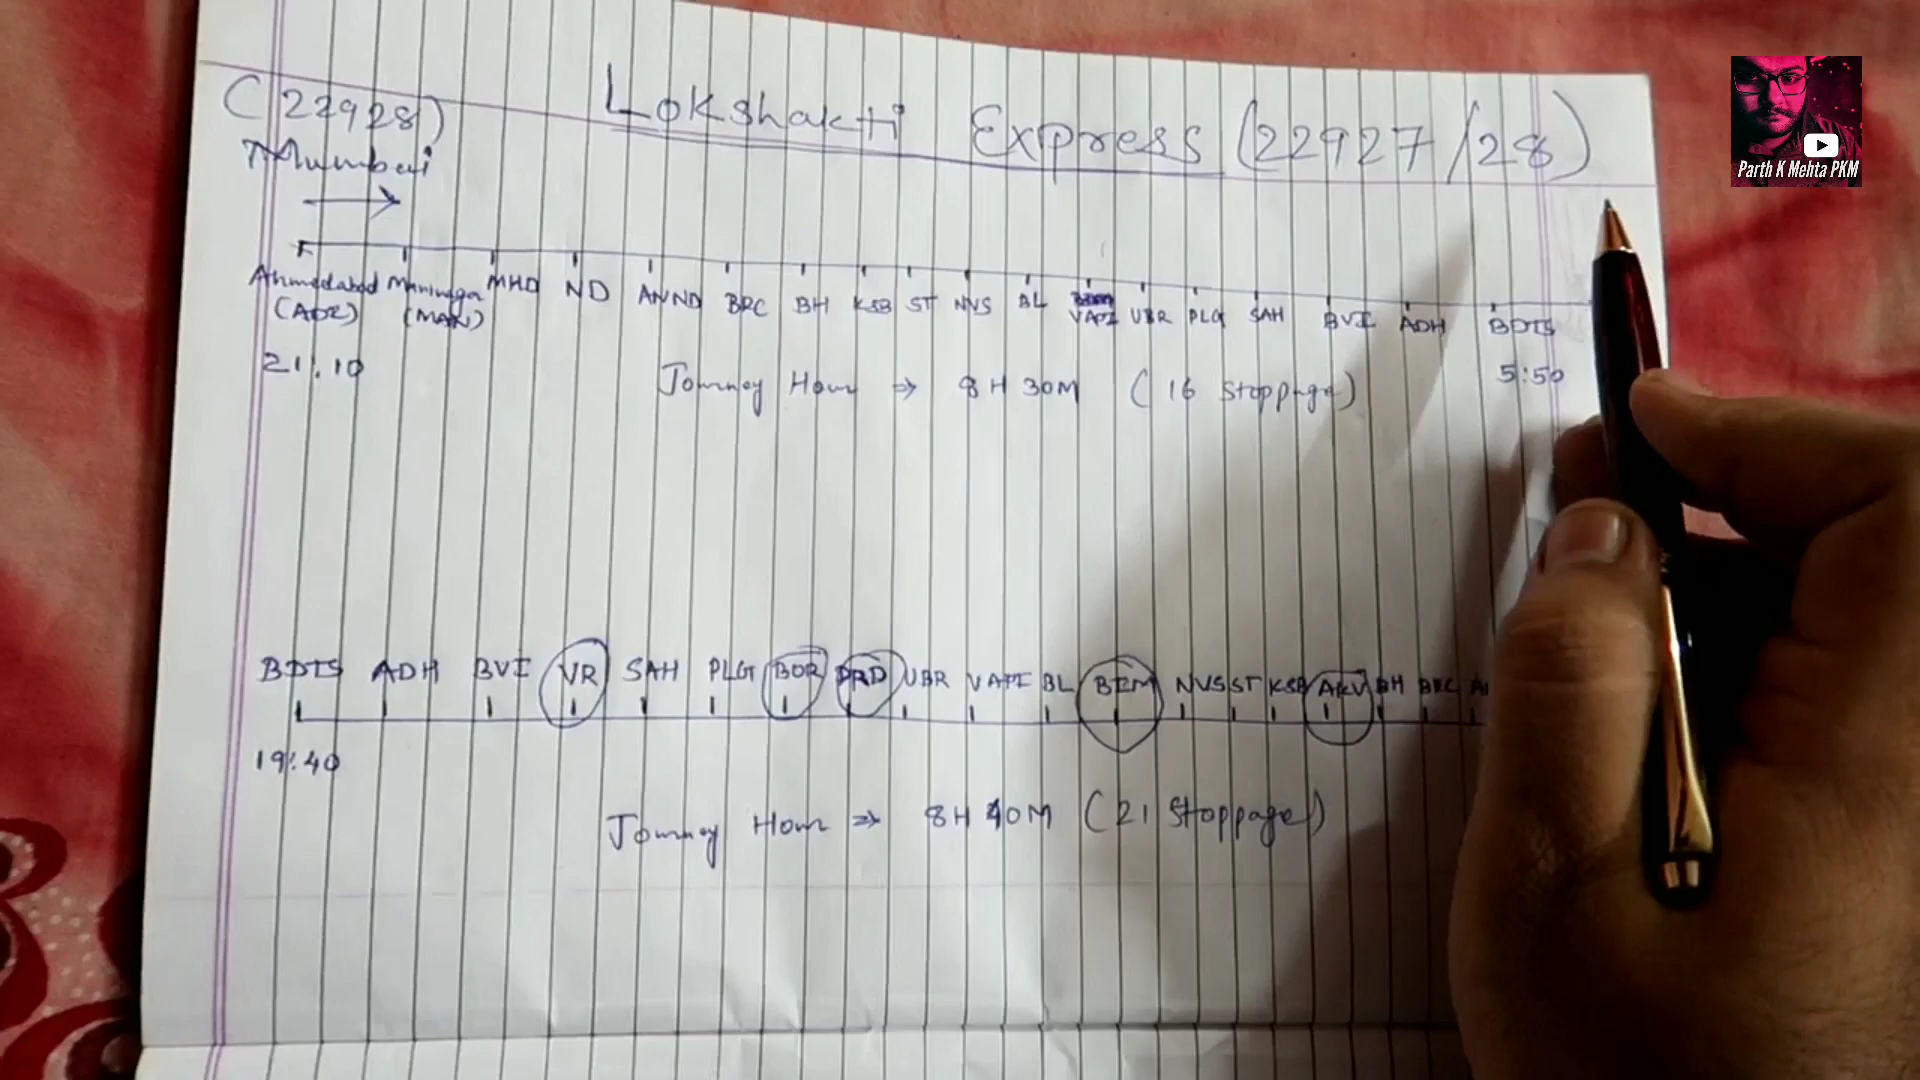 (22928) Lokshakti Express (22927/28)
Mumbai
Ahmedabad Maninagar MHD ND ANND BRC BH KSB ST NVS BL VAPI UBR PLG SAH BVI ADH BDTS
(ADI) (MAN)
21:10 5:50
Journey Hour ⇒ 8H 30M (16 Stoppage)
BDTS ADH BVI VR SAH PLG BOR DRD UBR VAPI BL BIM NVS ST KSB AKV BH BRC
19:40
Journey Hour ⇒ 8H 40M (21 Stoppage)
Parth K Mehta PKM